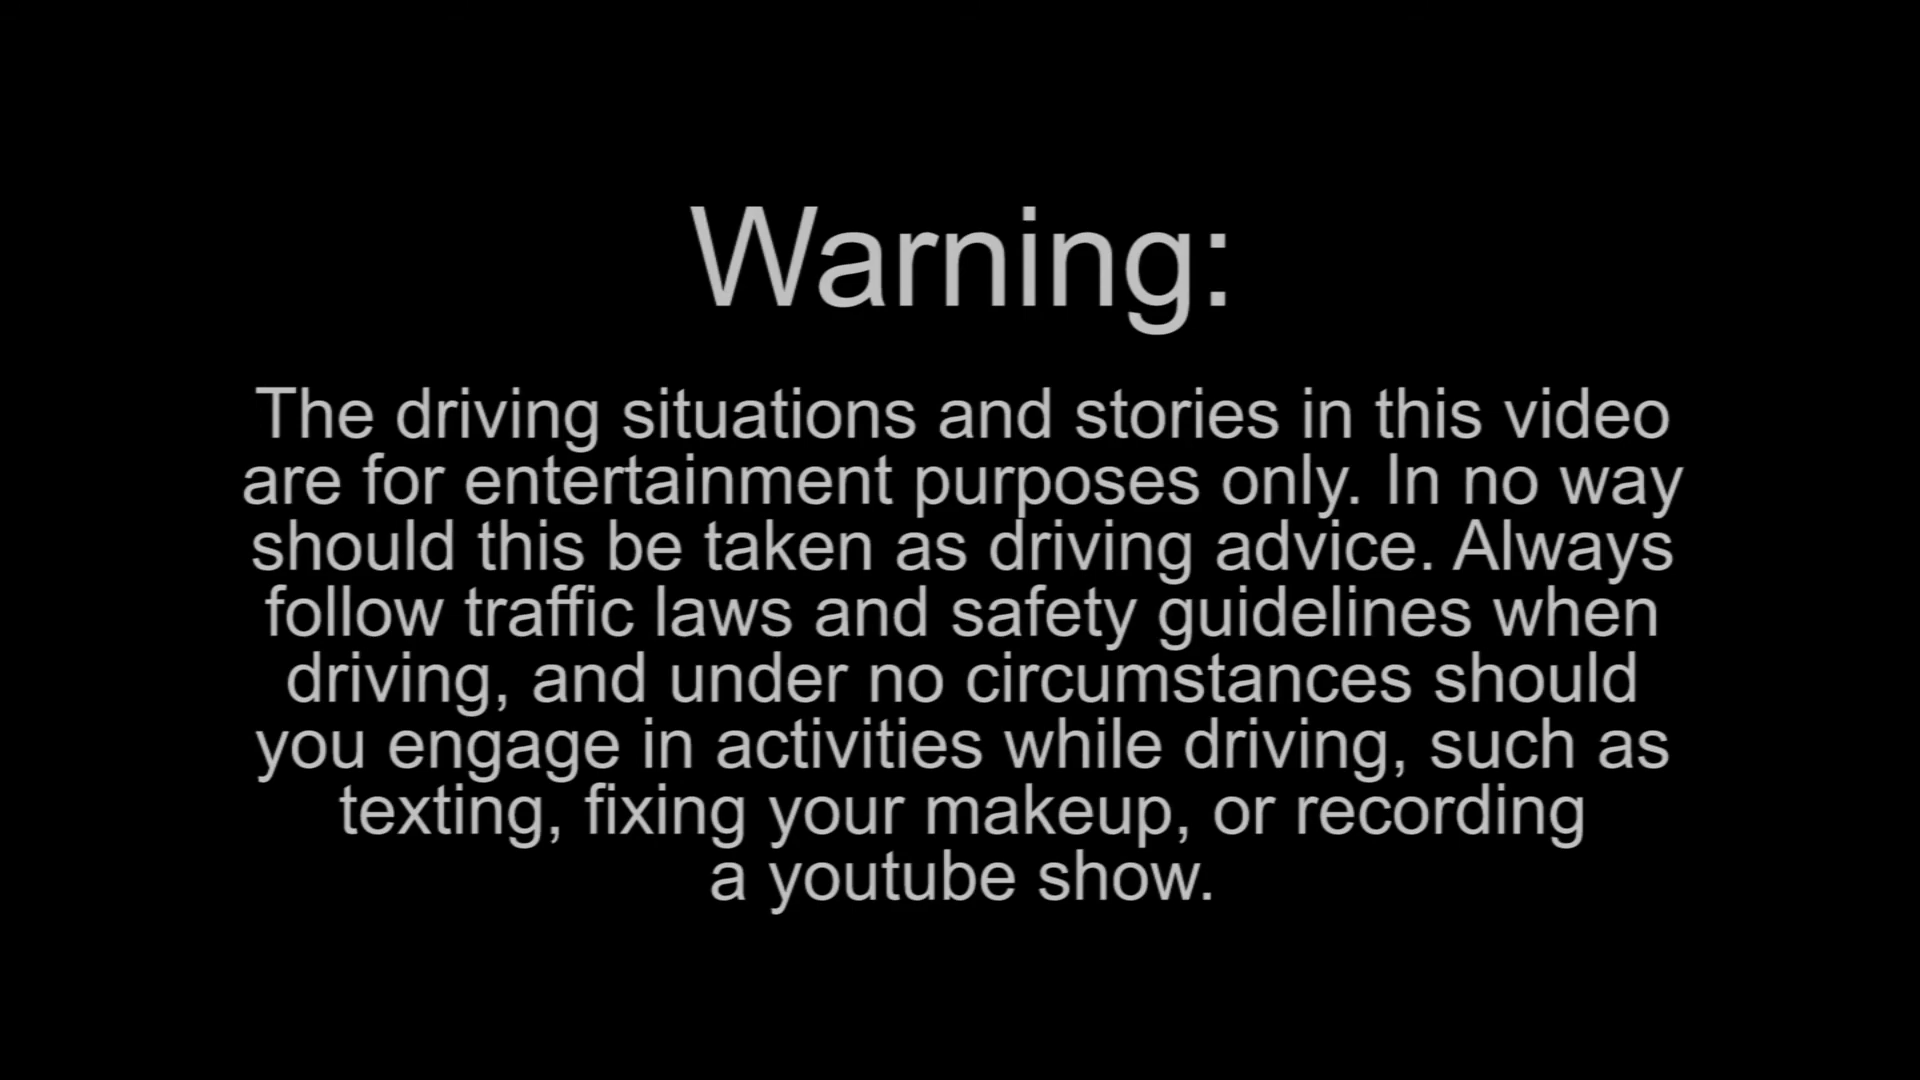 Warning:
The driving situations and stories in this video
are for entertainment purposes only. In no way
should this be taken as driving advice. Always
follow traffic laws and safety guidelines when
driving, and under no circumstances should
you engage in activities while driving, such as
texting, fixing your makeup, or recording
a youtube show.